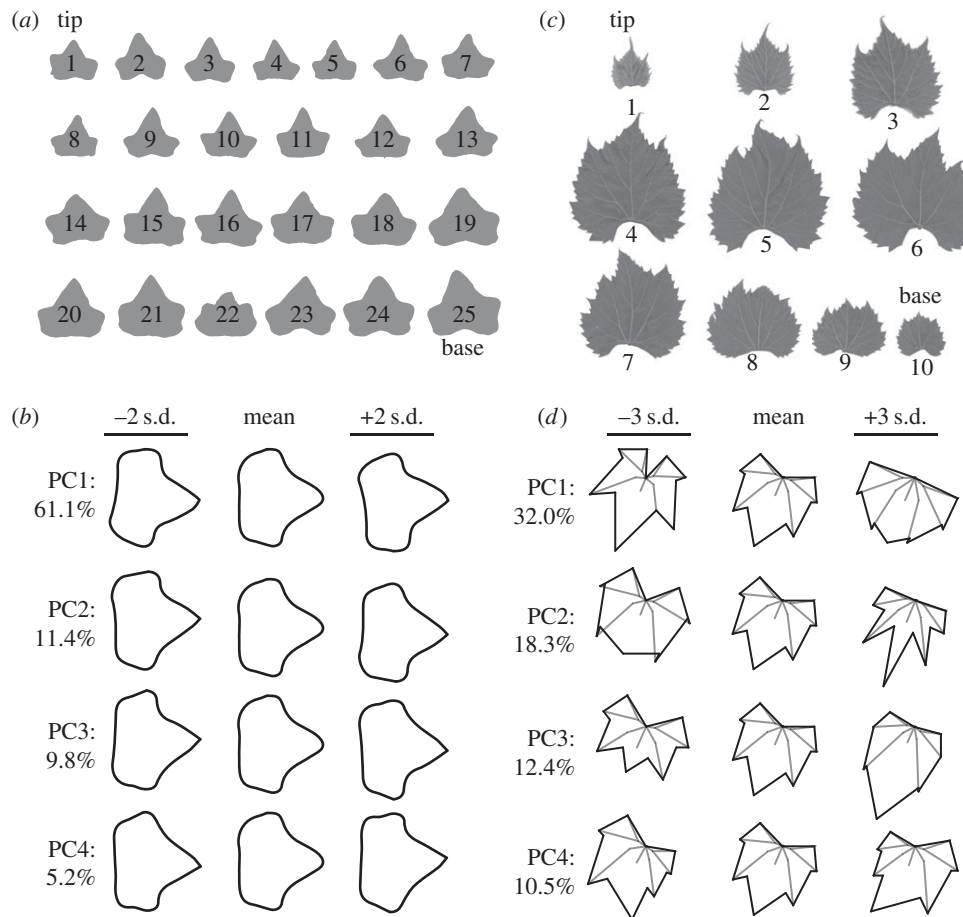 (a) tip
1 2 3 4 5 6 7
8 9 10 11 12 13
14 15 16 17 18 19
20 21 22 23 24 25
base
(b) –2 s.d. mean +2 s.d.
PC1:
61.1%
PC2:
11.4%
PC3:
9.8%
PC4:
5.2%
(c) tip
1 2 3
4 5 6
base
7 8 9 10
(d) –3 s.d. mean +3 s.d.
PC1:
32.0%
PC2:
18.3%
PC3:
12.4%
PC4:
10.5%